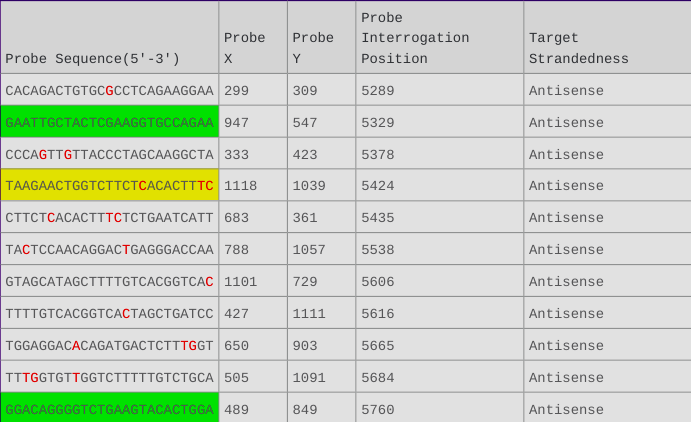 Probe Sequence(5'-3') Probe X Probe Y Probe Interrogation Position Target Strandedness
CACAGACTGTGCGCCTCAGAAGGAA 299 309 5289 Antisense
GAATTGCTACTCGAAGGTGCCAGAA 947 547 5329 Antisense
CCCAGTTGTTACCCTAGCAAGGCTA 333 423 5378 Antisense
TAAGAACTGGTCTTCTCACACTTTC 1118 1039 5424 Antisense
CTTCTCACACTTTCTCTGAATCATT 683 361 5435 Antisense
TACTCCAACAGGACTGAGGGACCAA 788 1057 5538 Antisense
GTAGCATAGCTTTTGTCACGGTCAC 1101 729 5606 Antisense
TTTTGTCACGGTCACTAGCTGATCC 427 1111 5616 Antisense
TGGAGGACACAGATGACTCTTTGGT 650 903 5665 Antisense
TTTGGTGTTGGTCTTTTTGTCTGCA 505 1091 5684 Antisense
GGACAGGGGTCTGAAGTACACTGGA 489 849 5760 Antisense